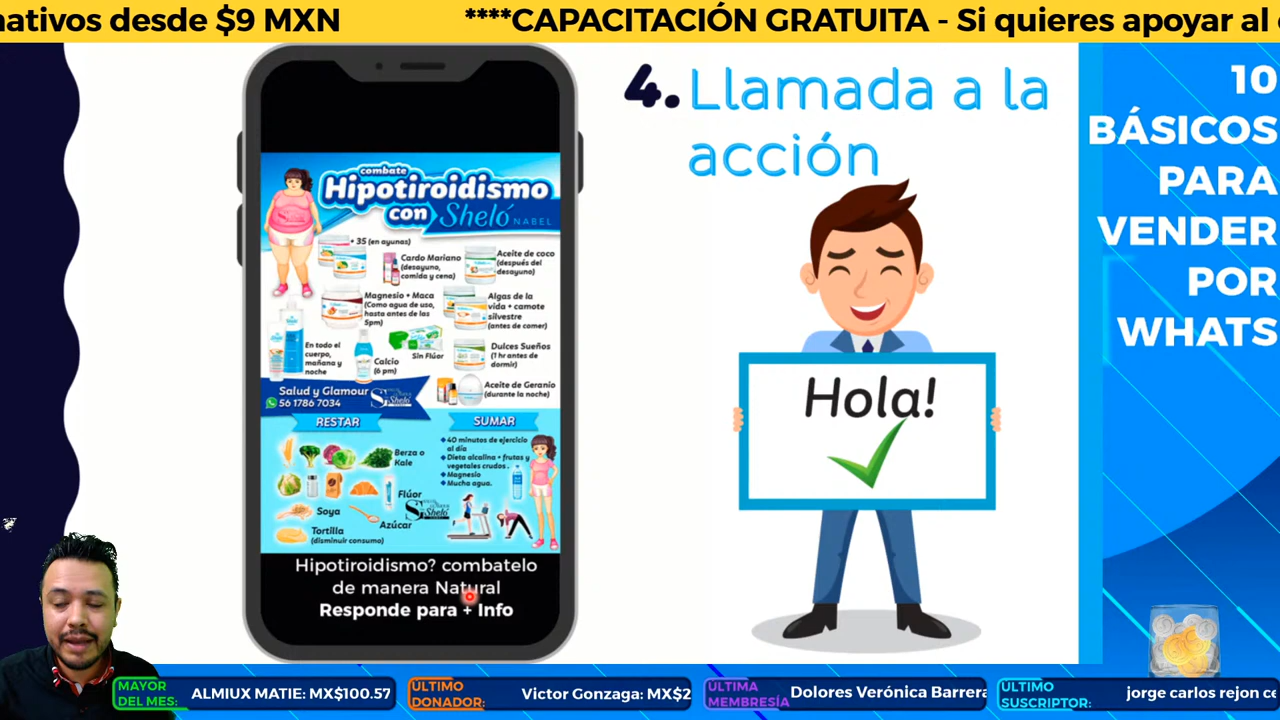 nativos desde $9 MXN
****CAPACITACIÓN GRATUITA - Si quieres apoyar al
4. Llamada a la
acción
10
BÁSICOS
PARA
VENDER
POR
WHATS
combate
Hipotiroidismo
con Sheló NABEL
+ 35 (en ayunas)
Cardo Mariano
(desayuno,
comida y cena)
Aceite de coco
(después del
desayuno)
Magnesio + Maca
(Como agua de uso,
hasta antes de las
5pm)
Algas de la
vida + camote
silvestre
(antes de comer)
En todo el
cuerpo,
mañana y
noche
Calcio
(6 pm)
Sin Flúor
Dulces Sueños
(1 hr antes de
dormir)
Aceite de Geranio
(durante la noche)
Salud y Glamour
56 1786 7034
Sheló
RESTAR
SUMAR
Berza o
Kale
Flúor
Soya
Azúcar
Tortilla
(disminuir consumo)
40 minutos de ejercicio
al día
Dieta alcalina + frutas y
vegetales crudos.
Magnesio
Mucha agua.
Sheló
Hipotiroidismo? combatelo
de manera Natural
Responde para + Info
Hola!
MAYOR
DEL MES:
ALMIUX MATIE: MX$100.57
ÚLTIMO
DONADOR:
Victor Gonzaga: MX$2
ÚLTIMA
MEMBRESÍA
Dolores Verónica Barrera
ÚLTIMO
SUSCRIPTOR:
jorge carlos rejon ce